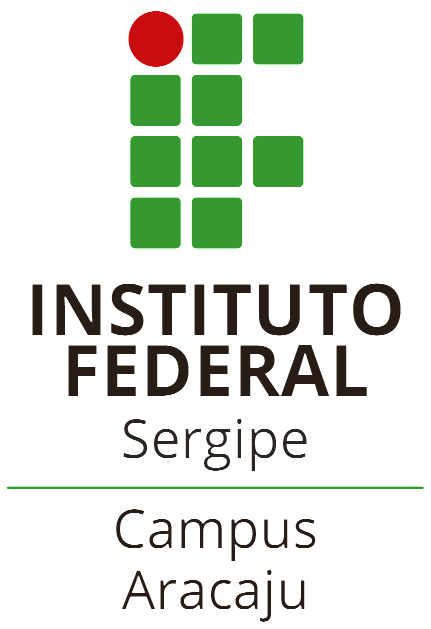 INSTITUTO
FEDERAL
Sergipe
Campus
Aracaju